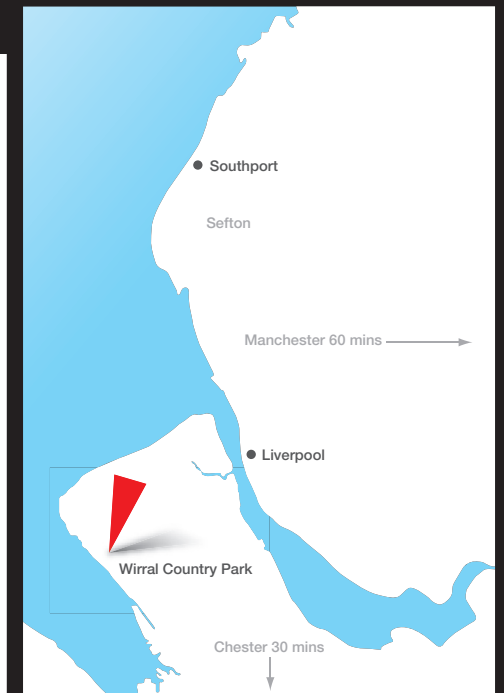 Southport
Sefton
Manchester 60 mins
Liverpool
Wirral Country Park
Chester 30 mins